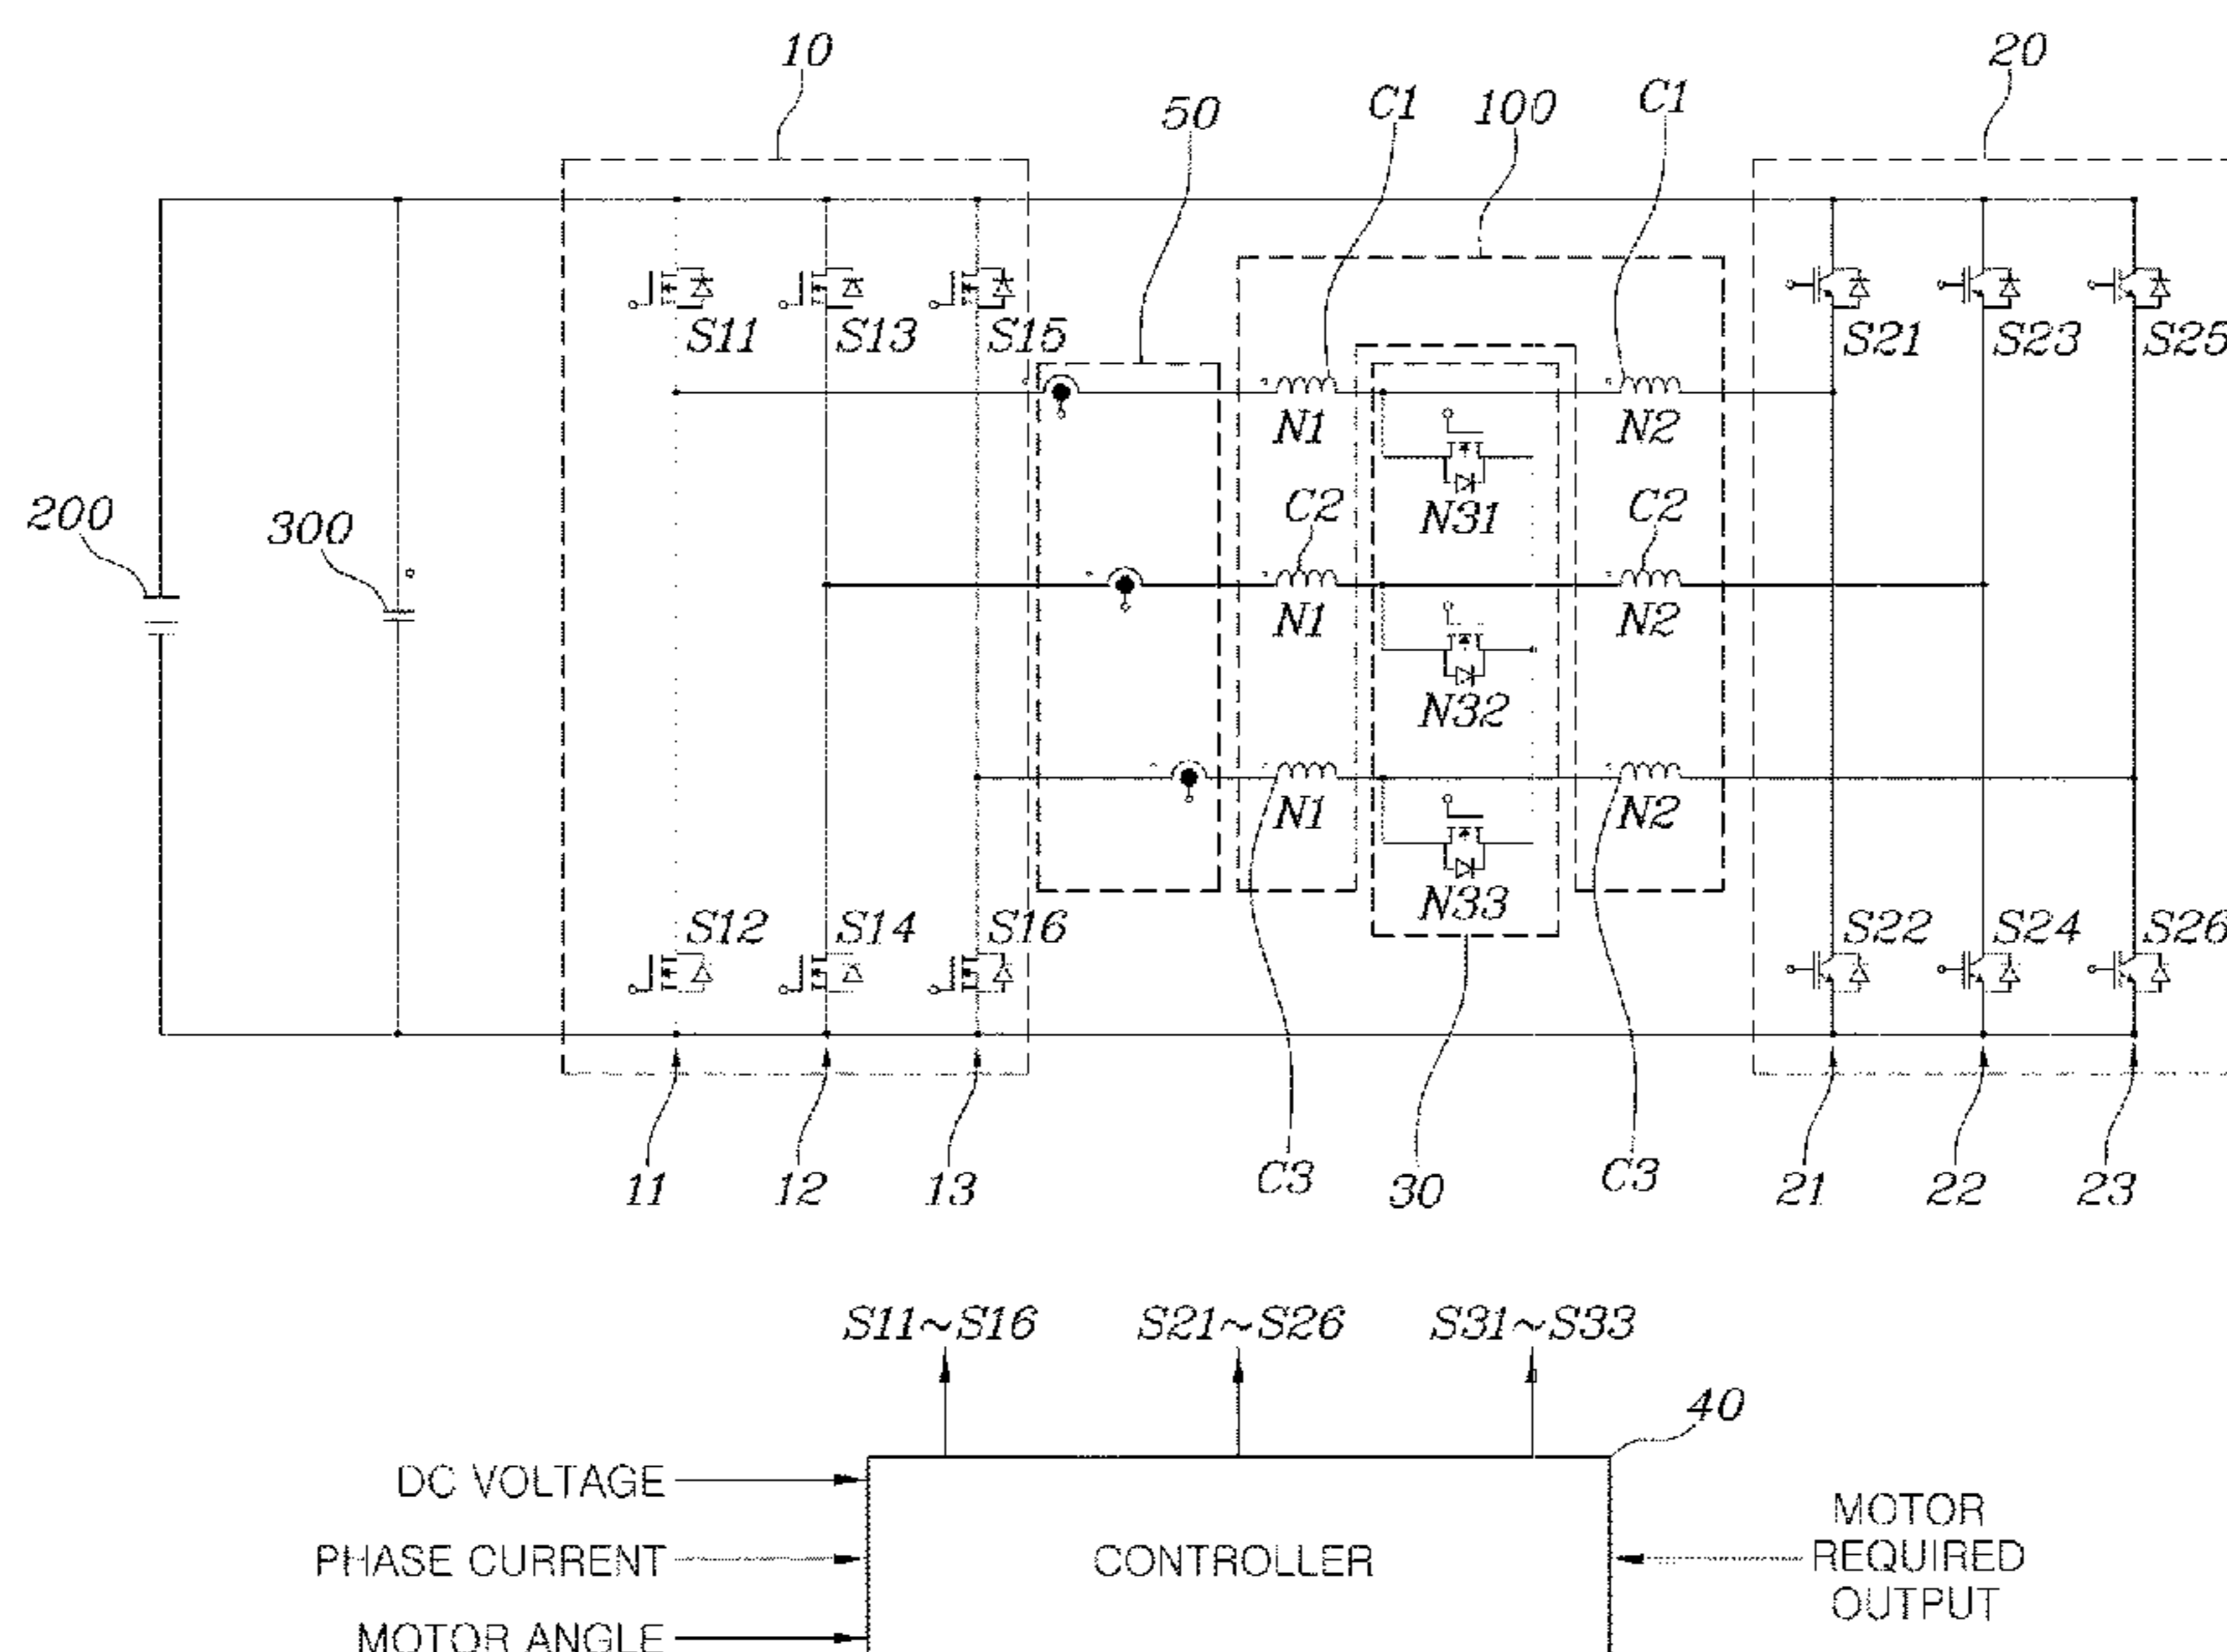 10
20
50
C1
100
C1
S11
S13
S15
S21
S23
S25
N1
N2
200
300
C2
N31
C2
N1
N2
N32
N1
N2
N33
S12
S14
S16
S22
S24
S26
11
12
13
C3
30
C3
21
22
23
S11~S16
S21~S26
S31~S33
40
DC VOLTAGE
PHASE CURRENT
MOTOR ANGLE
CONTROLLER
MOTOR
REQUIRED
OUTPUT